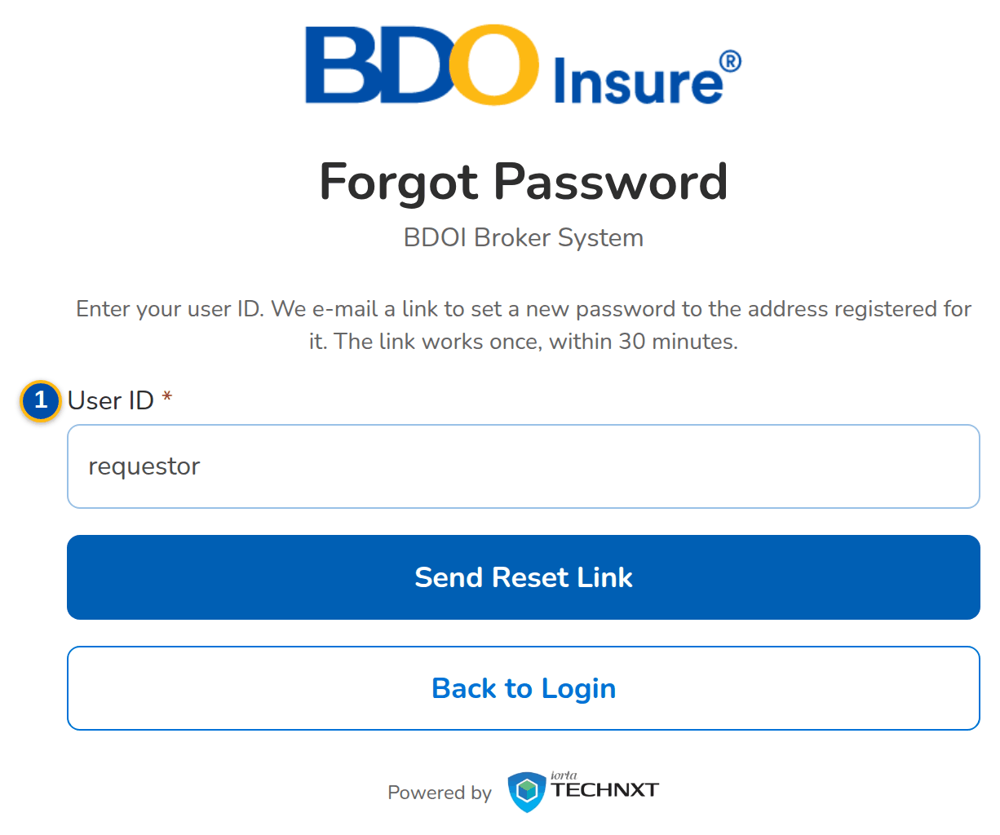 BDO Insure®
Forgot Password
BDOI Broker System
Enter your user ID. We e-mail a link to set a new password to the address registered for
it. The link works once, within 30 minutes.
1 User ID *
requestor
Send Reset Link
Back to Login
Powered by iorta TECHNXT